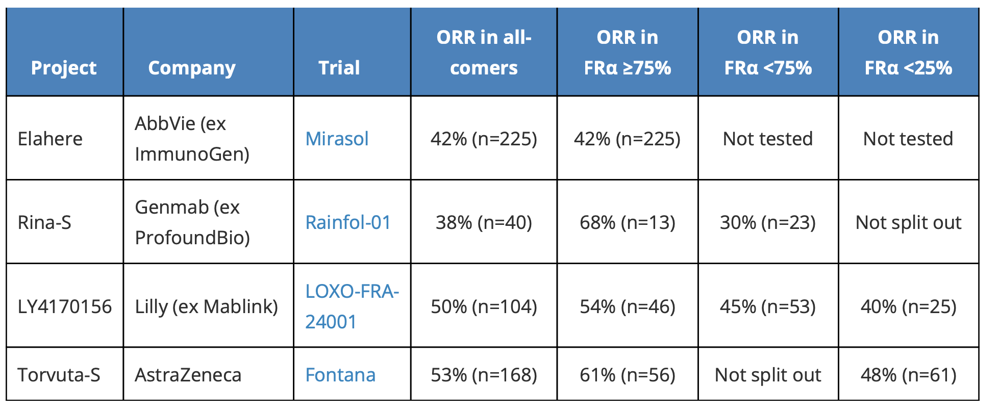 Project Company Trial ORR in all-comers ORR in FRα ≥75% ORR in FRα <75% ORR in FRα <25%
Elahere AbbVie (ex ImmunoGen) Mirasol 42% (n=225) 42% (n=225) Not tested Not tested
Rina-S Genmab (ex ProfoundBio) Rainfol-01 38% (n=40) 68% (n=13) 30% (n=23) Not split out
LY4170156 Lilly (ex Mablink) LOXO-FRA-24001 50% (n=104) 54% (n=46) 45% (n=53) 40% (n=25)
Torvuta-S AstraZeneca Fontana 53% (n=168) 61% (n=56) Not split out 48% (n=61)